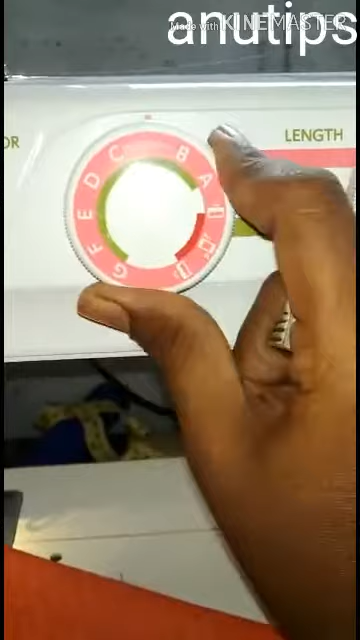 anutips
Made with KINEMASTER
OR
LENGTH
G F E D C B A